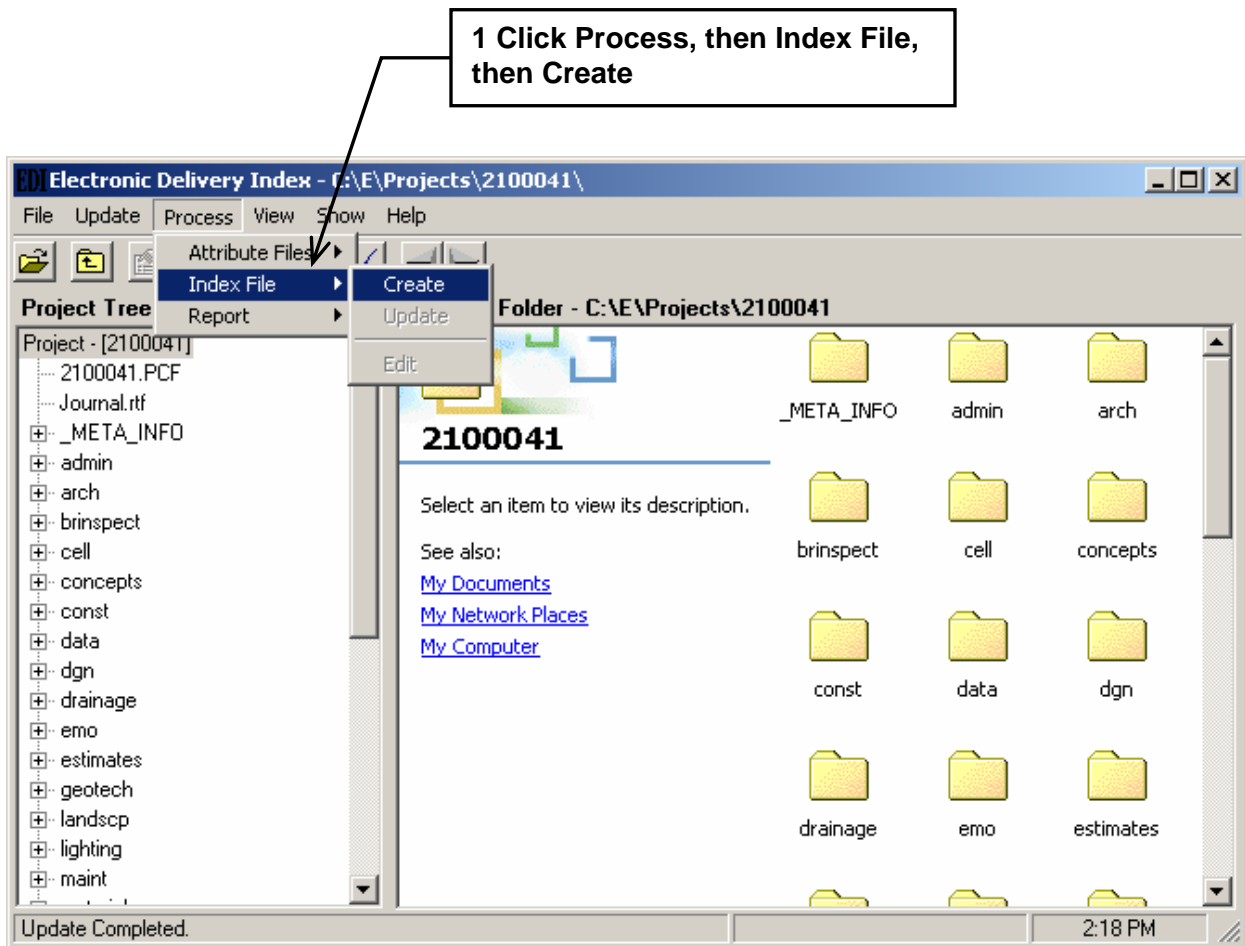 1 Click Process, then Index File,
then Create
EDI Electronic Delivery Index - C:\E\Projects\2100041\
File Update Process View Show Help
Attribute Files
Index File
Report
Create
Update
Edit
Project Tree
Folder - C:\E\Projects\2100041
Project - [2100041]
2100041.PCF
Journal.rtf
_META_INFO
admin
arch
brinspect
cell
concepts
const
data
dgn
drainage
emo
estimates
geotech
landscp
lighting
maint
2100041
Select an item to view its description.
See also:
My Documents
My Network Places
My Computer
_META_INFO admin arch
brinspect cell concepts
const data dgn
drainage emo estimates
Update Completed.
2:18 PM